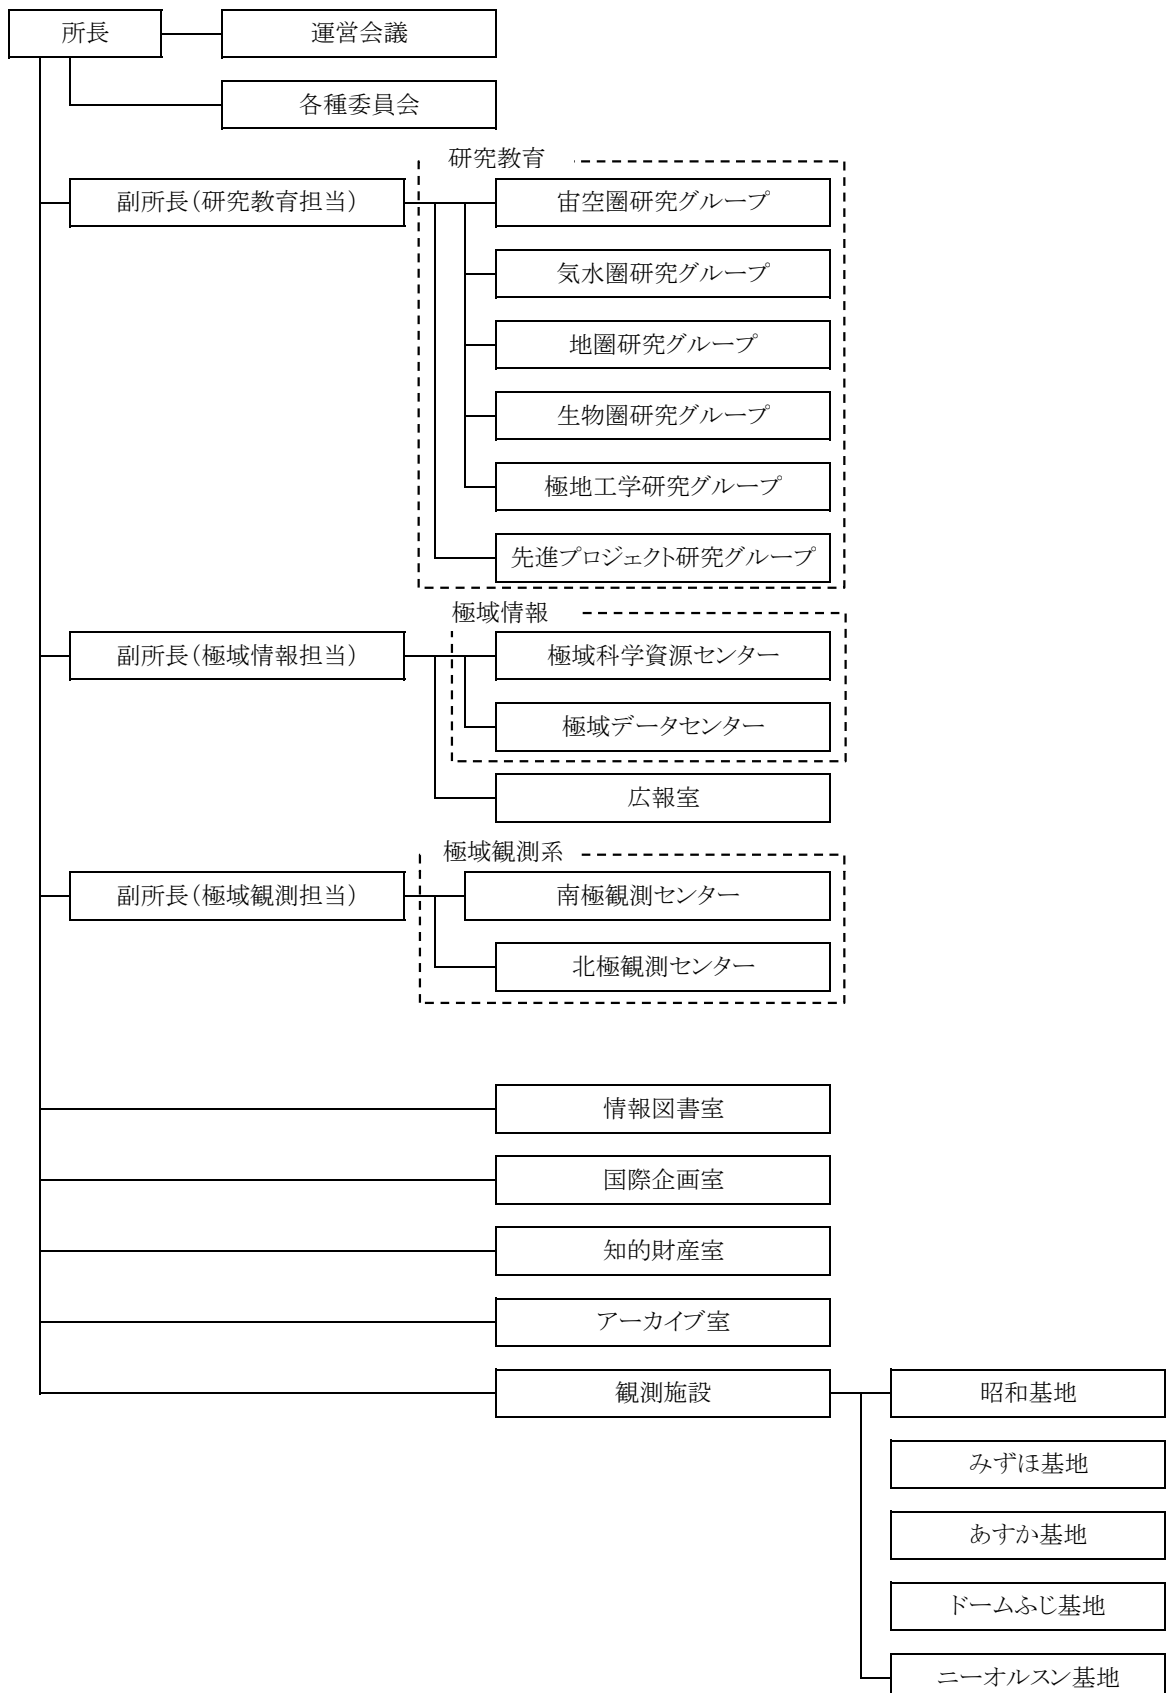 所長
運営会議
各種委員会
研究教育
副所長(研究教育担当)
宙空圏研究グループ
気水圏研究グループ
地圏研究グループ
生物圏研究グループ
極地工学研究グループ
先進プロジェクト研究グループ
極域情報
副所長(極域情報担当)
極域科学資源センター
極域データセンター
広報室
極域観測系
副所長(極域観測担当)
南極観測センター
北極観測センター
情報図書室
国際企画室
知的財産室
アーカイブ室
観測施設
昭和基地
みずほ基地
あすか基地
ドームふじ基地
ニーオルスン基地